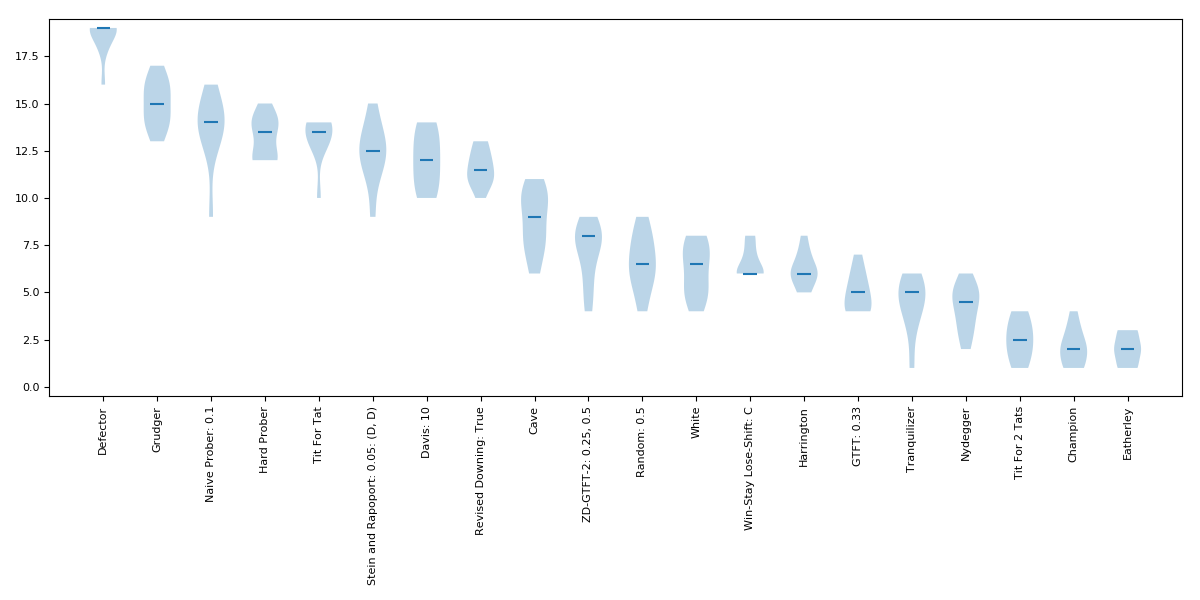 17.5
15.0
12.5
10.0
7.5
5.0
2.5
0.0
Defector
Grudger
Naive Prober: 0.1
Hard Prober
Tit For Tat
Stein and Rapoport: 0.05: (D, D)
Davis: 10
Revised Downing: True
Cave
ZD-GTFT-2: 0.25, 0.5
Random: 0.5
White
Win-Stay Lose-Shift: C
Harrington
GTFT: 0.33
Tranquilizer
Nydegger
Tit For 2 Tats
Champion
Eatherley